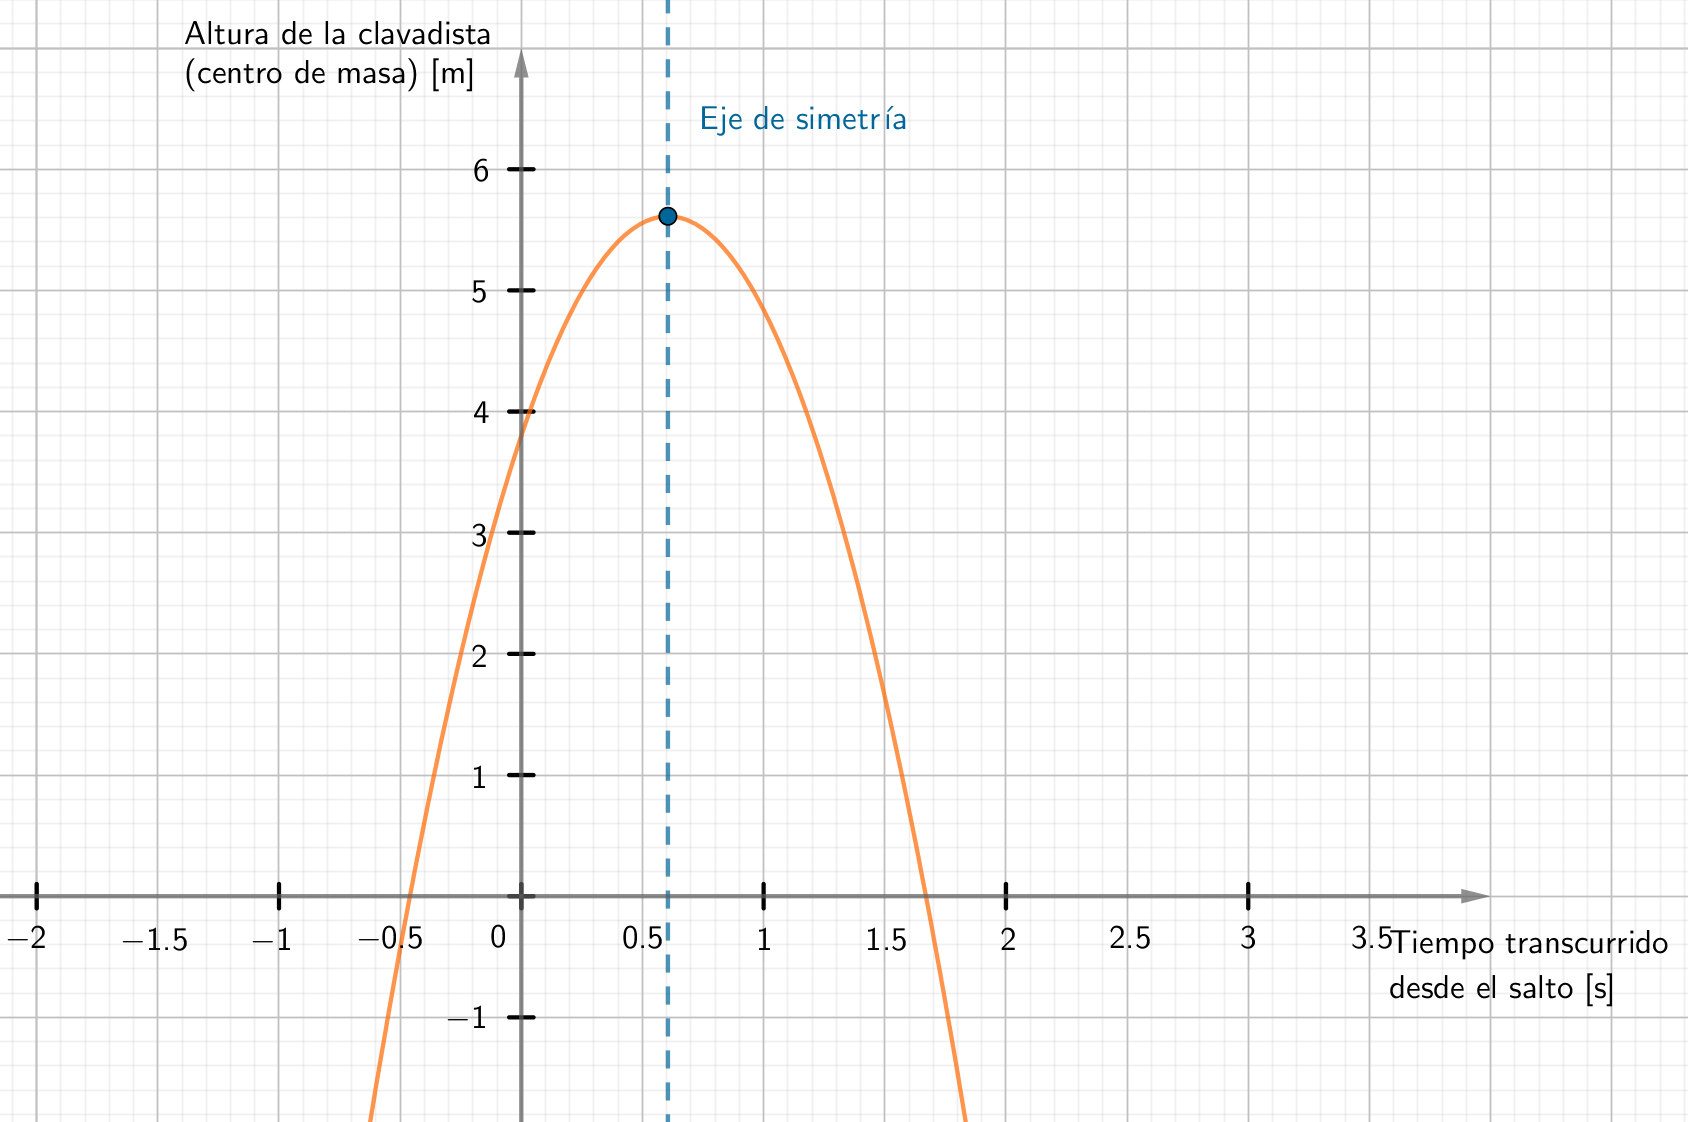 Altura de la clavadista
(centro de masa) [m]
Eje de simetría
6
5
4
3
2
1
−2 −1.5 −1 −0.5 0 0.5 1 1.5 2 2.5 3 3.5
Tiempo transcurrido
desde el salto [s]
−1